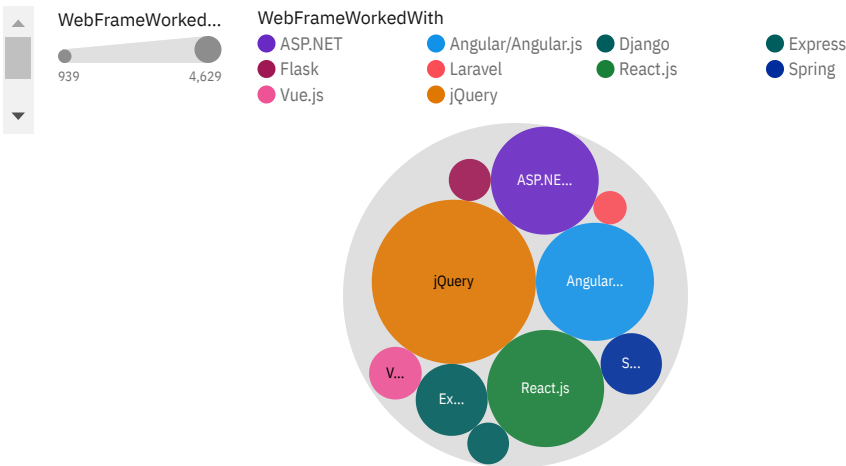 WebFrameWorked...
939 4,629
WebFrameWorkedWith
ASP.NET Angular/Angular.js Django Express
Flask Laravel React.js Spring
Vue.js jQuery
ASP.NE...
jQuery
Angular...
S...
V...
React.js
Ex...